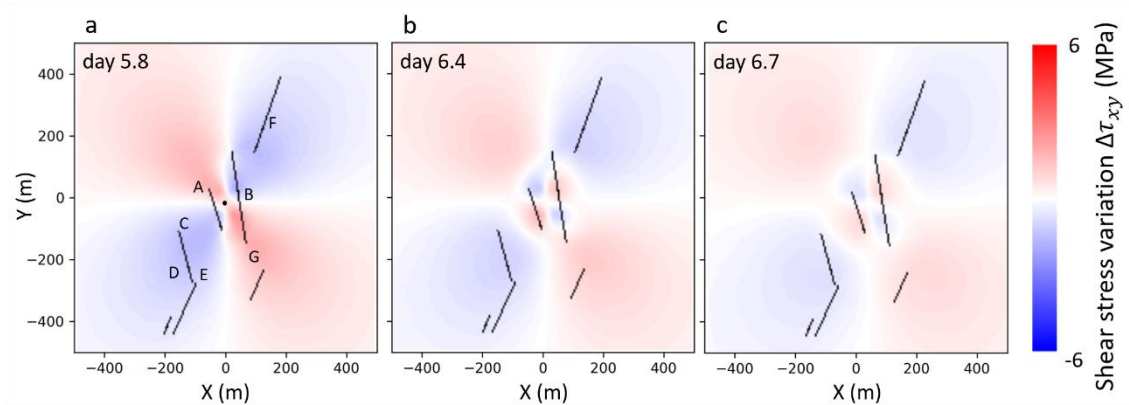 a b c
day 5.8 day 6.4 day 6.7
400
200
0
−200
−400
Y (m)
A B C D E F G
−400 −200 0 200 400
−400 −200 0 200 400
−400 −200 0 200 400
X (m) X (m) X (m)
6
-6
Shear stress variation Δτxy (MPa)